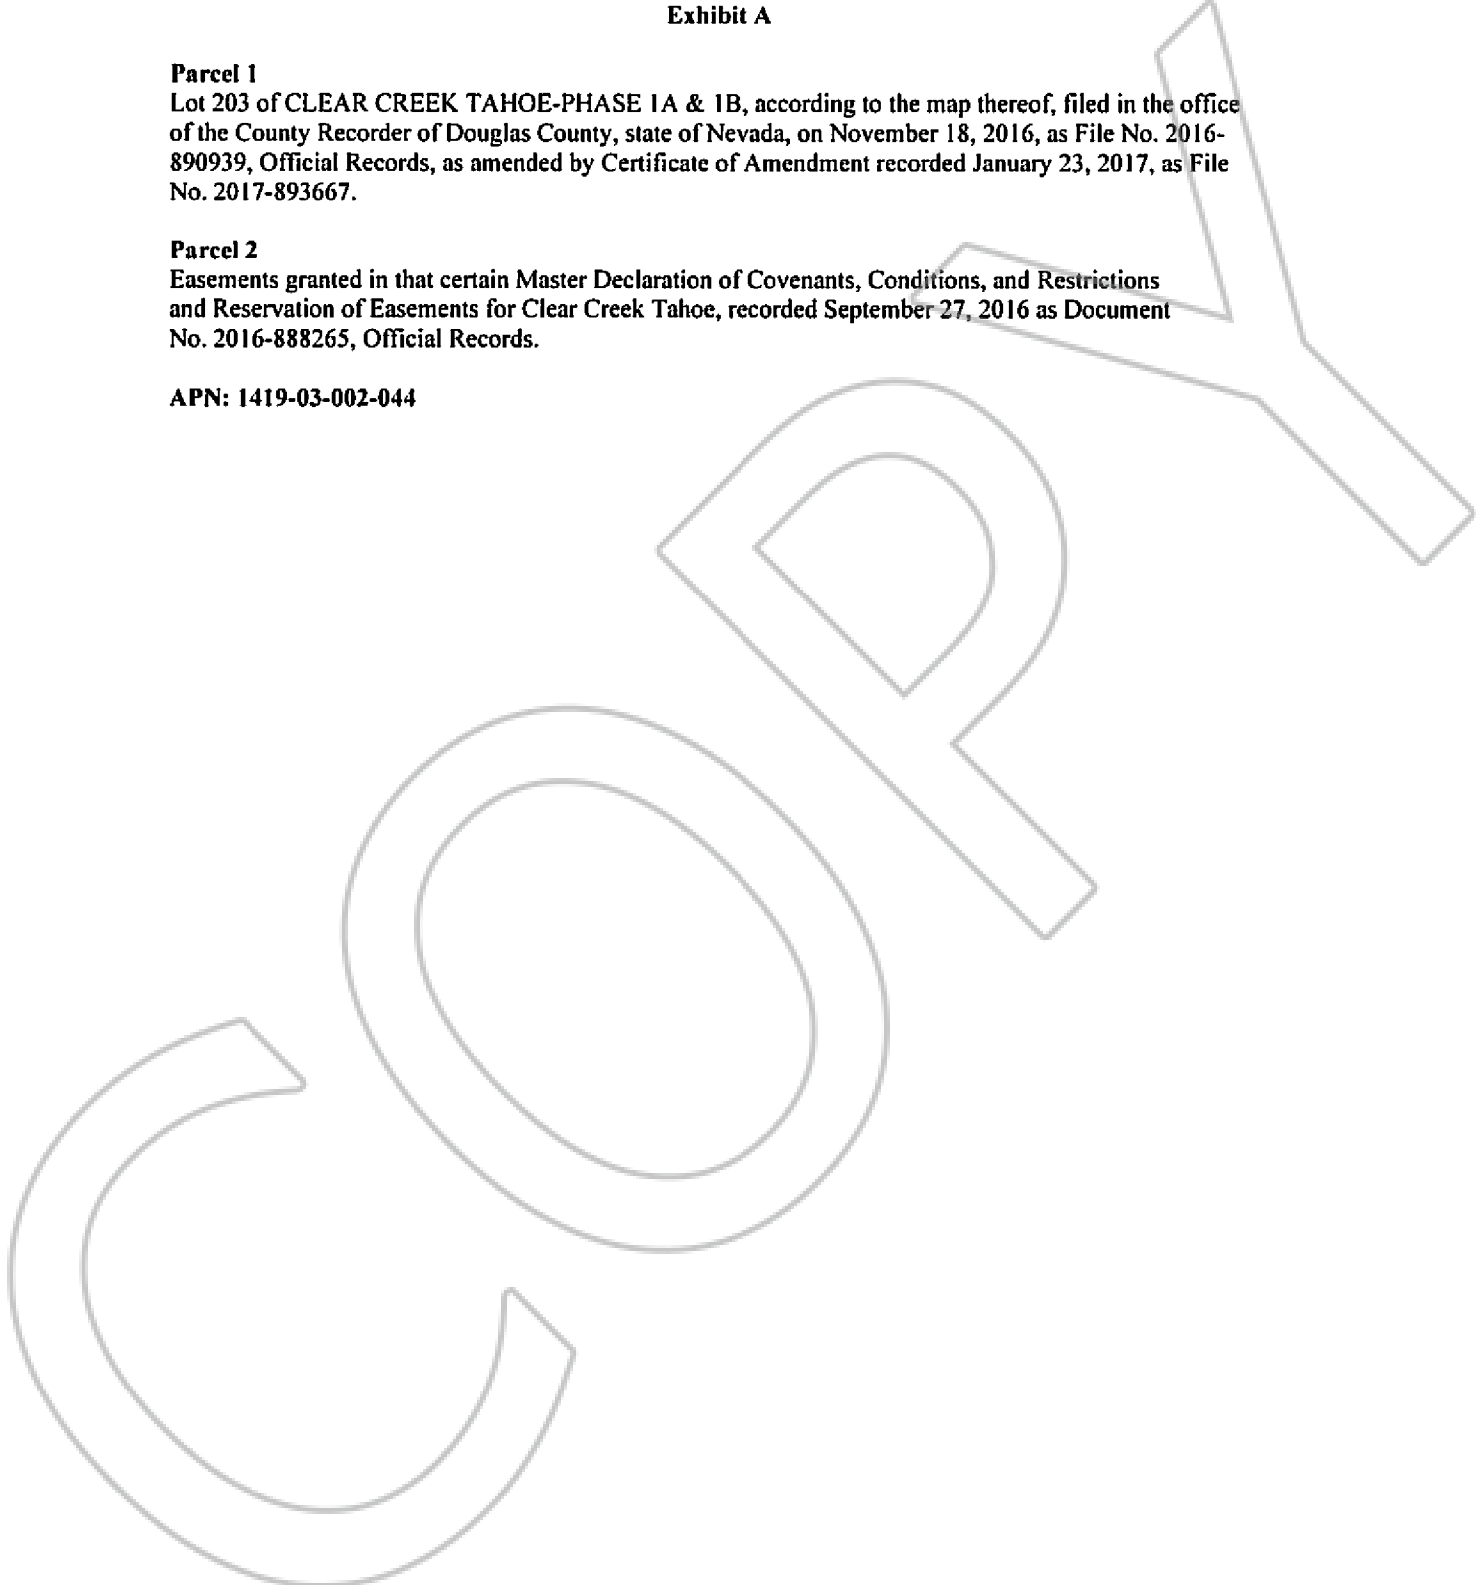 Exhibit A
Parcel 1
Lot 203 of CLEAR CREEK TAHOE-PHASE 1A & 1B, according to the map thereof, filed in the office
of the County Recorder of Douglas County, state of Nevada, on November 18, 2016, as File No. 2016-
890939, Official Records, as amended by Certificate of Amendment recorded January 23, 2017, as File
No. 2017-893667.
Parcel 2
Easements granted in that certain Master Declaration of Covenants, Conditions, and Restrictions
and Reservation of Easements for Clear Creek Tahoe, recorded September 27, 2016 as Document
No. 2016-888265, Official Records.
APN: 1419-03-002-044
COPY